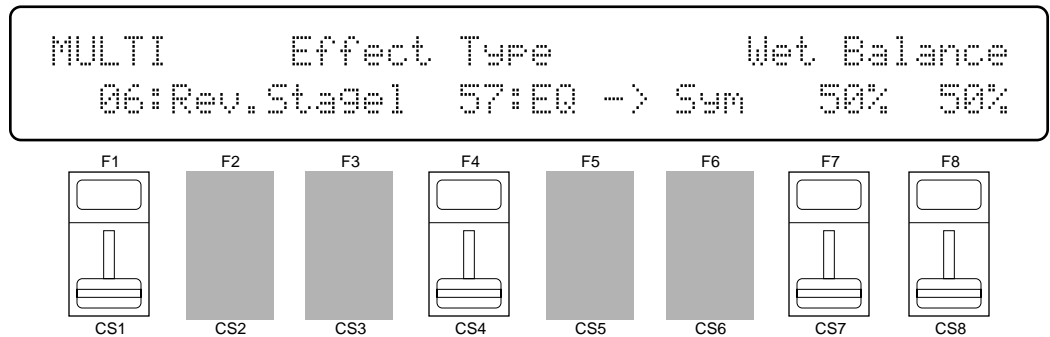 MULTI Effect Type Wet Balance
06:Rev.Stage1 57:EQ -> Sym 50% 50%
F1 F2 F3 F4 F5 F6 F7 F8
CS1 CS2 CS3 CS4 CS5 CS6 CS7 CS8